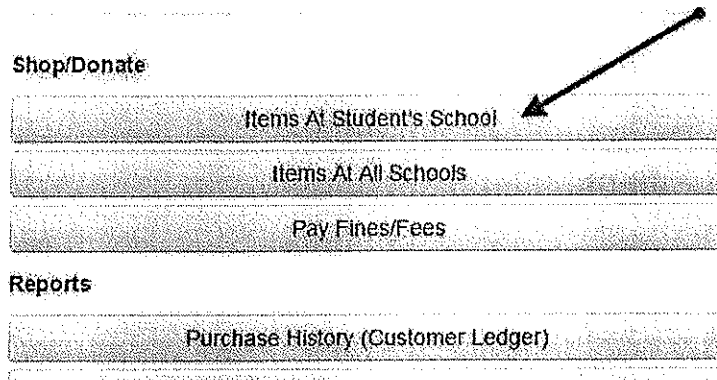 Shop/Donate
Items At Student's School
Items At All Schools
Pay Fines/Fees
Reports
Purchase History (Customer Ledger)